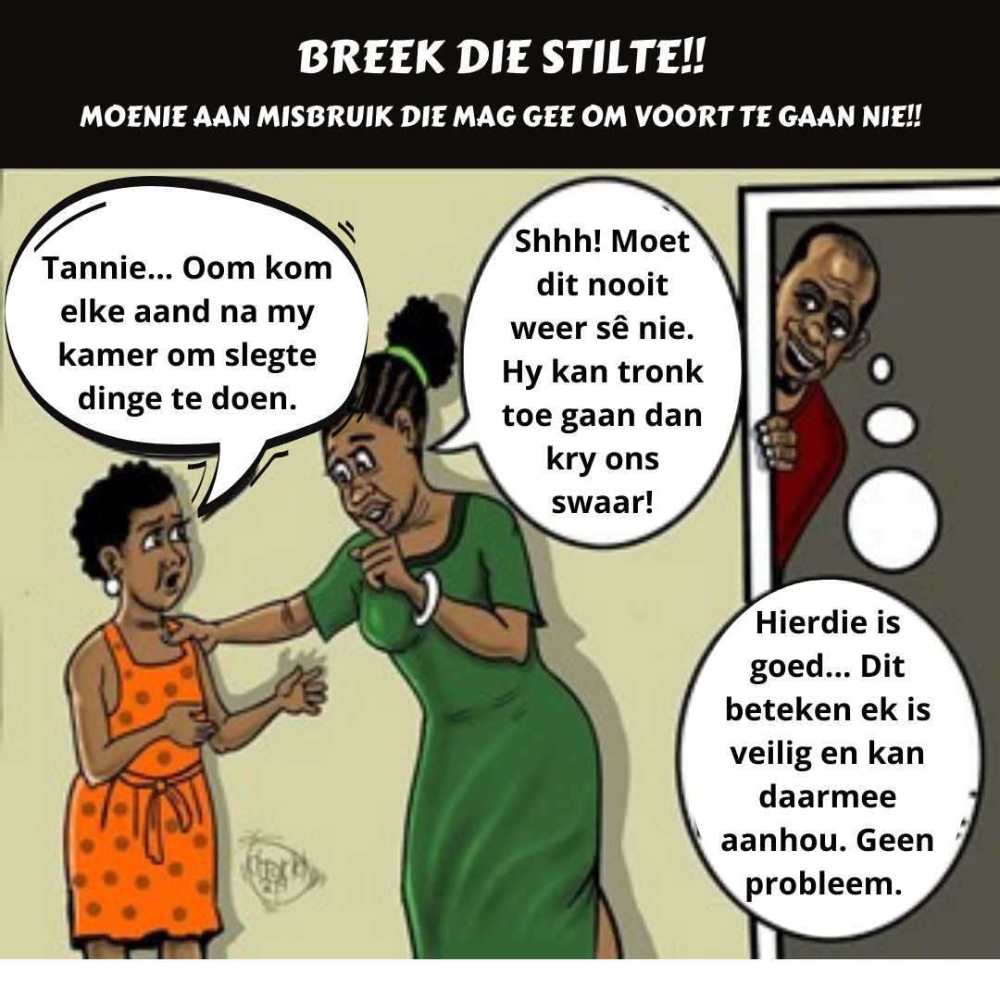 BREEK DIE STILTE!!
MOENIE AAN MISBRUIK DIE MAG GEE OM VOORT TE GAAN NIE!!
Tannie... Oom kom
elke aand na my
kamer om slegte
dinge te doen.
Shhh! Moet
dit nooit
weer sê nie.
Hy kan tronk
toe gaan dan
kry ons
swaar!
Hierdie is
goed... Dit
beteken ek is
veilig en kan
daarmee
aanhou. Geen
probleem.